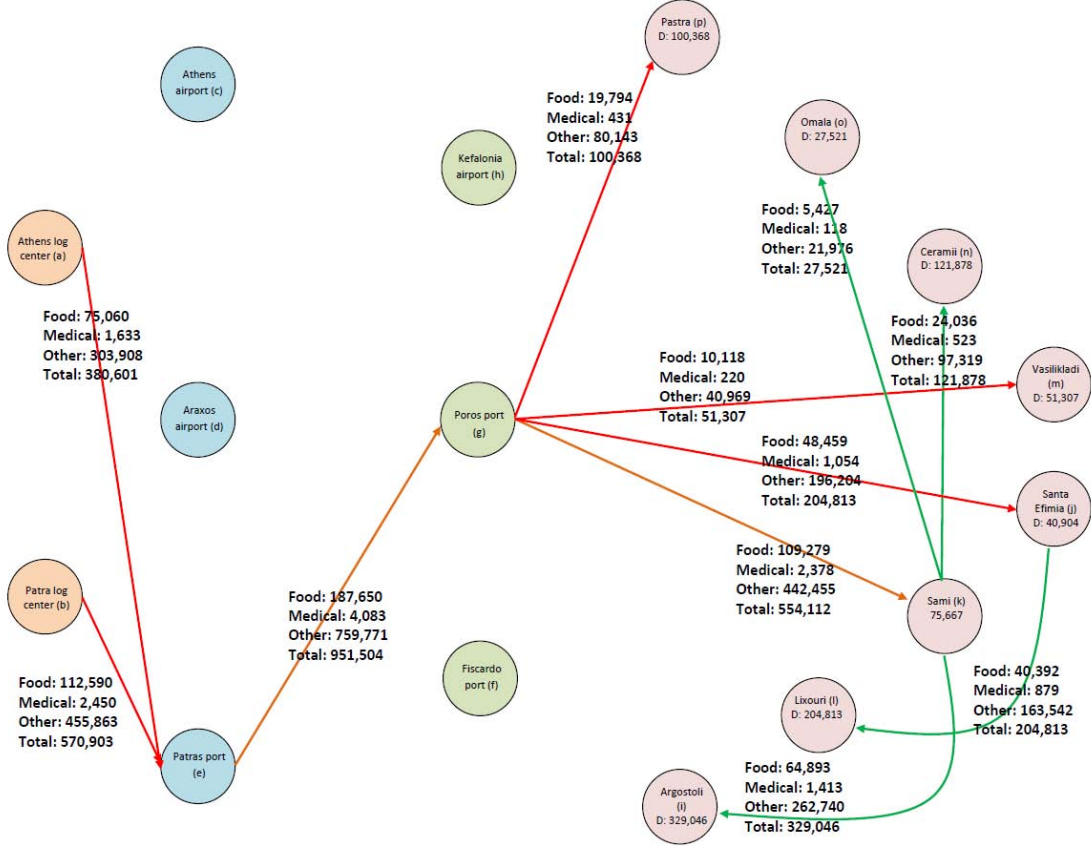 Pastra (p)
D: 100,368
Athens
airport (c)
Food: 19,794
Medical: 431
Other: 80,143
Total: 100,368
Omala (o)
D: 27,521
Kefalonia
airport (h)
Athens log
center (a)
Food: 5,427
Medical: 118
Other: 21,976
Total: 27,521
Ceramii (n)
D: 121,878
Food: 75,060
Medical: 1,633
Other: 303,908
Total: 380,601
Food: 24,036
Medical: 523
Other: 97,319
Total: 121,878
Food: 10,118
Medical: 220
Other: 40,969
Total: 51,307
Vasilikladi
(m)
D: 51,307
Araxos
airport (d)
Poros port
(g)
Food: 48,459
Medical: 1,054
Other: 196,204
Total: 204,813
Santa
Efimia (j)
D: 40,904
Food: 109,279
Medical: 2,378
Other: 442,455
Total: 554,112
Patra log
center (b)
Food: 187,650
Medical: 4,083
Other: 759,771
Total: 951,504
Sami (k)
75,667
Food: 112,590
Medical: 2,450
Other: 455,863
Total: 570,903
Fiscardo
port (f)
Food: 40,392
Medical: 879
Other: 163,542
Total: 204,813
Lixouri (l)
D: 204,813
Patras port
(e)
Food: 64,893
Medical: 1,413
Other: 262,740
Total: 329,046
Argostoli
(i)
D: 329,046